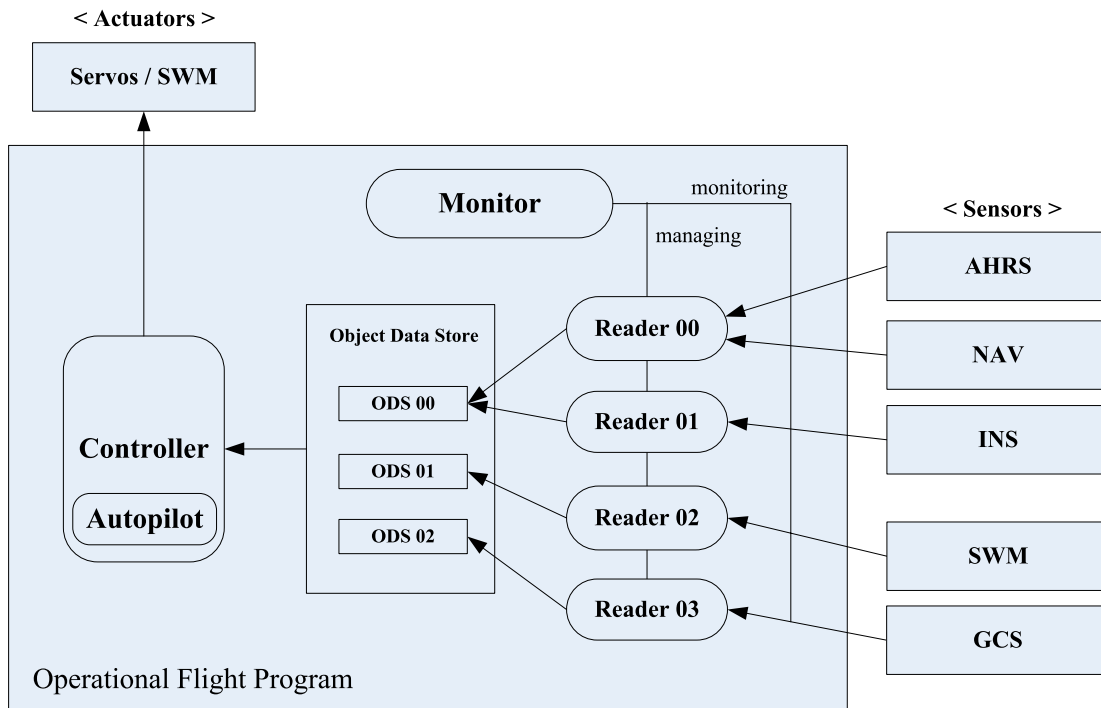 < Actuators >
Servos / SWM
Monitor
monitoring
managing
< Sensors >
AHRS
NAV
INS
SWM
GCS
Reader 00
Reader 01
Reader 02
Reader 03
Object Data Store
ODS 00
ODS 01
ODS 02
Controller
Autopilot
Operational Flight Program